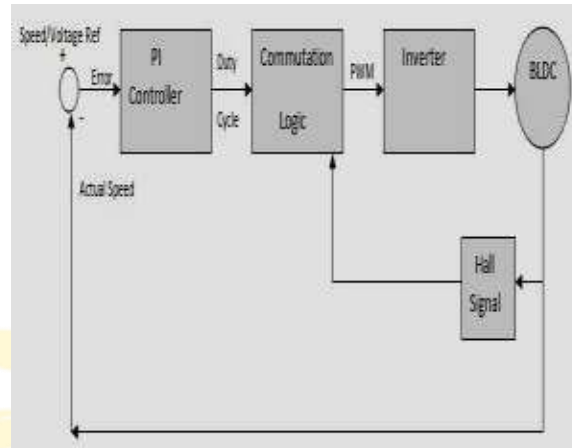 Speed/Voltage Ref
+
Error
-
PI
Controller
Duty
Cycle
Commutation
Logic
PWM
Inverter
BLDC
Actual Speed
Hall
Signal